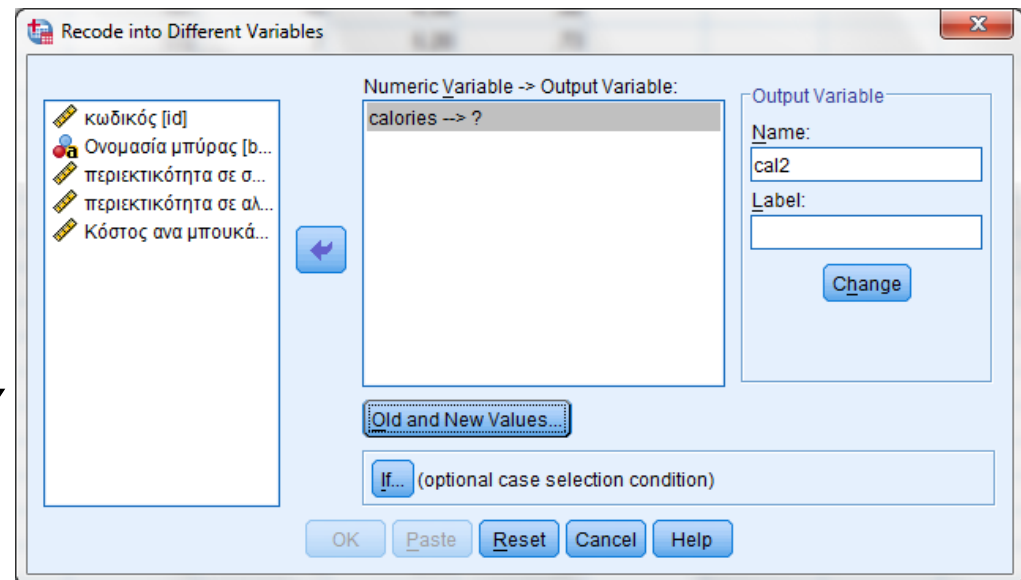 Recode into Different Variables
κωδικός [id]
Ονομασία μπύρας [b...
περιεκτικότητα σε σ...
περιεκτικότητα σε αλ...
Κόστος ανα μπουκά...
Numeric Variable -> Output Variable:
calories --> ?
Output Variable
Name:
cal2
Label:
Change
Old and New Values...
If... (optional case selection condition)
OK Paste Reset Cancel Help